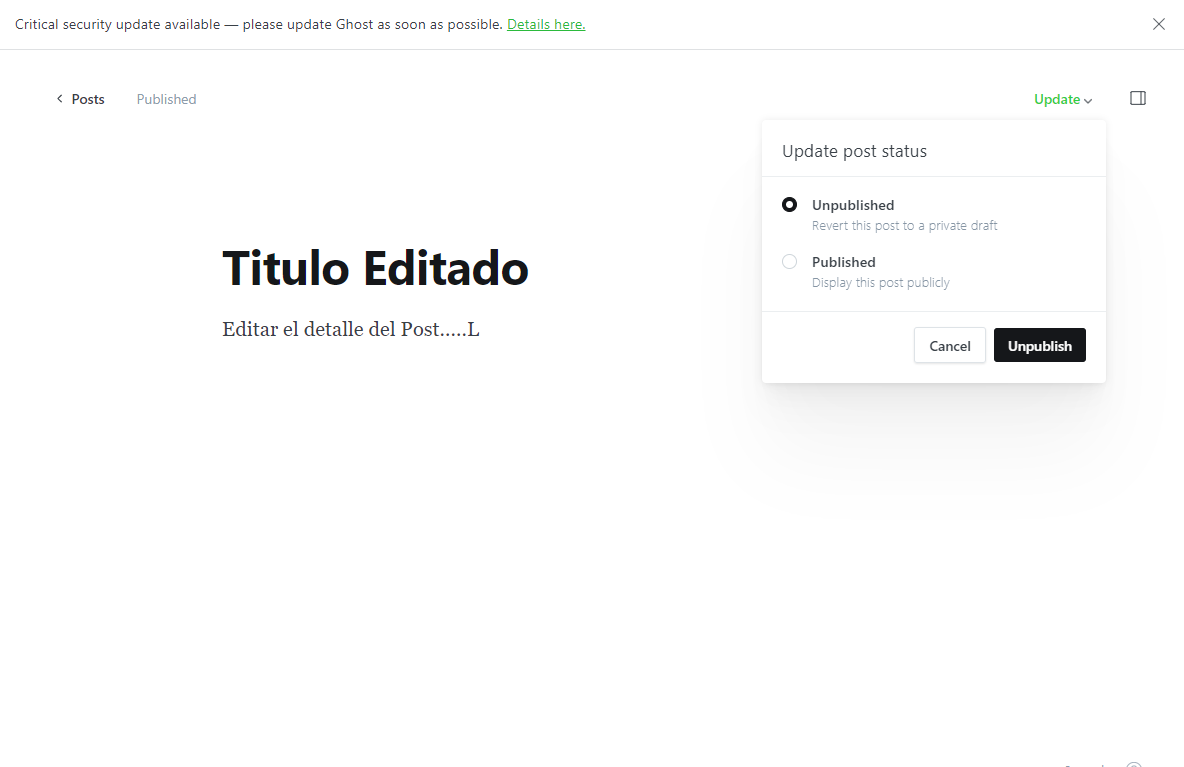 Critical security update available — please update Ghost as soon as possible. Details here.
Posts Published Update
Update post status
Unpublished
Revert this post to a private draft
Published
Display this post publicly
Cancel Unpublish
Titulo Editado
Editar el detalle del Post.....L